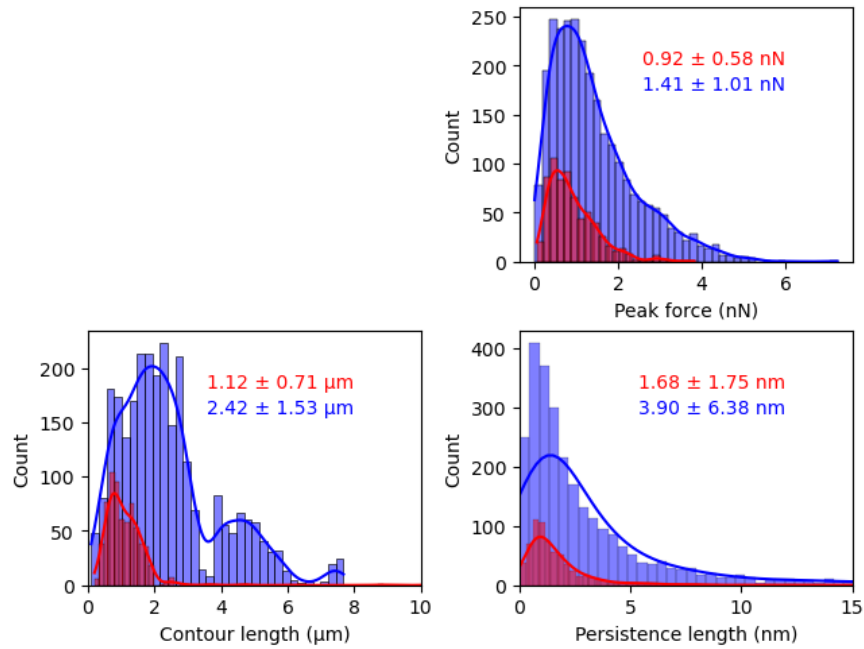 250
200
150
100
50
0
Count
0.92 ± 0.58 nN
1.41 ± 1.01 nN
0 2 4 6
Peak force (nN)
200
150
100
50
0
Count
1.12 ± 0.71 µm
2.42 ± 1.53 µm
0 2 4 6 8 10
Contour length (µm)
400
300
200
100
0
Count
1.68 ± 1.75 nm
3.90 ± 6.38 nm
0 5 10 15
Persistence length (nm)